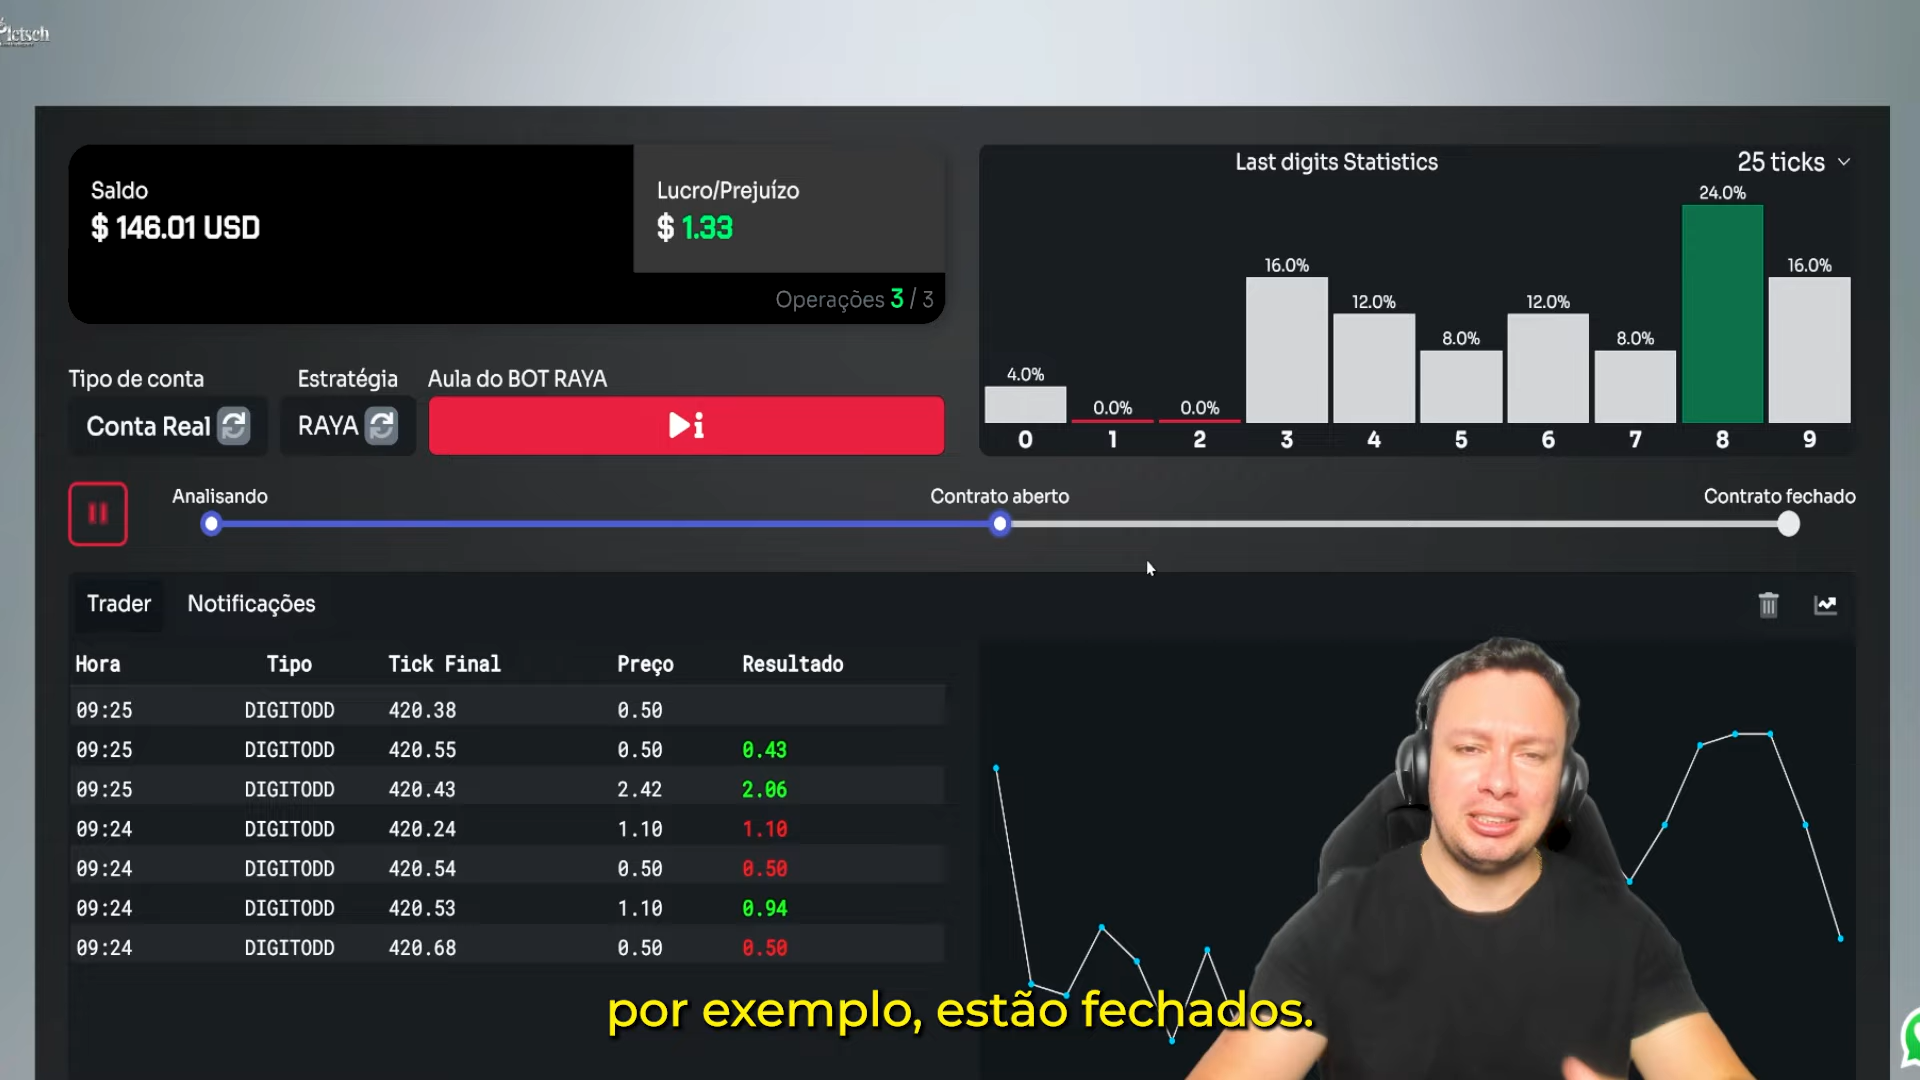 Pletsch
Saldo
$ 146.01 USD
Lucro/Prejuízo
$ 1.33
Operações 3 / 3
Last digits Statistics
25 ticks
4.0%
0.0%
0.0%
16.0%
12.0%
8.0%
12.0%
8.0%
24.0%
16.0%
0 1 2 3 4 5 6 7 8 9
Tipo de conta
Conta Real
Estratégia
RAYA
Aula do BOT RAYA
Analisando
Contrato aberto
Contrato fechado
Trader
Notificações
Hora Tipo Tick Final Preço Resultado
09:25 DIGITODD 420.38 0.50
09:25 DIGITODD 420.55 0.50 0.43
09:25 DIGITODD 420.43 2.42 2.06
09:24 DIGITODD 420.24 1.10 1.10
09:24 DIGITODD 420.54 0.50 0.50
09:24 DIGITODD 420.53 1.10 0.94
09:24 DIGITODD 420.68 0.50 0.50
por exemplo, estão fechados.